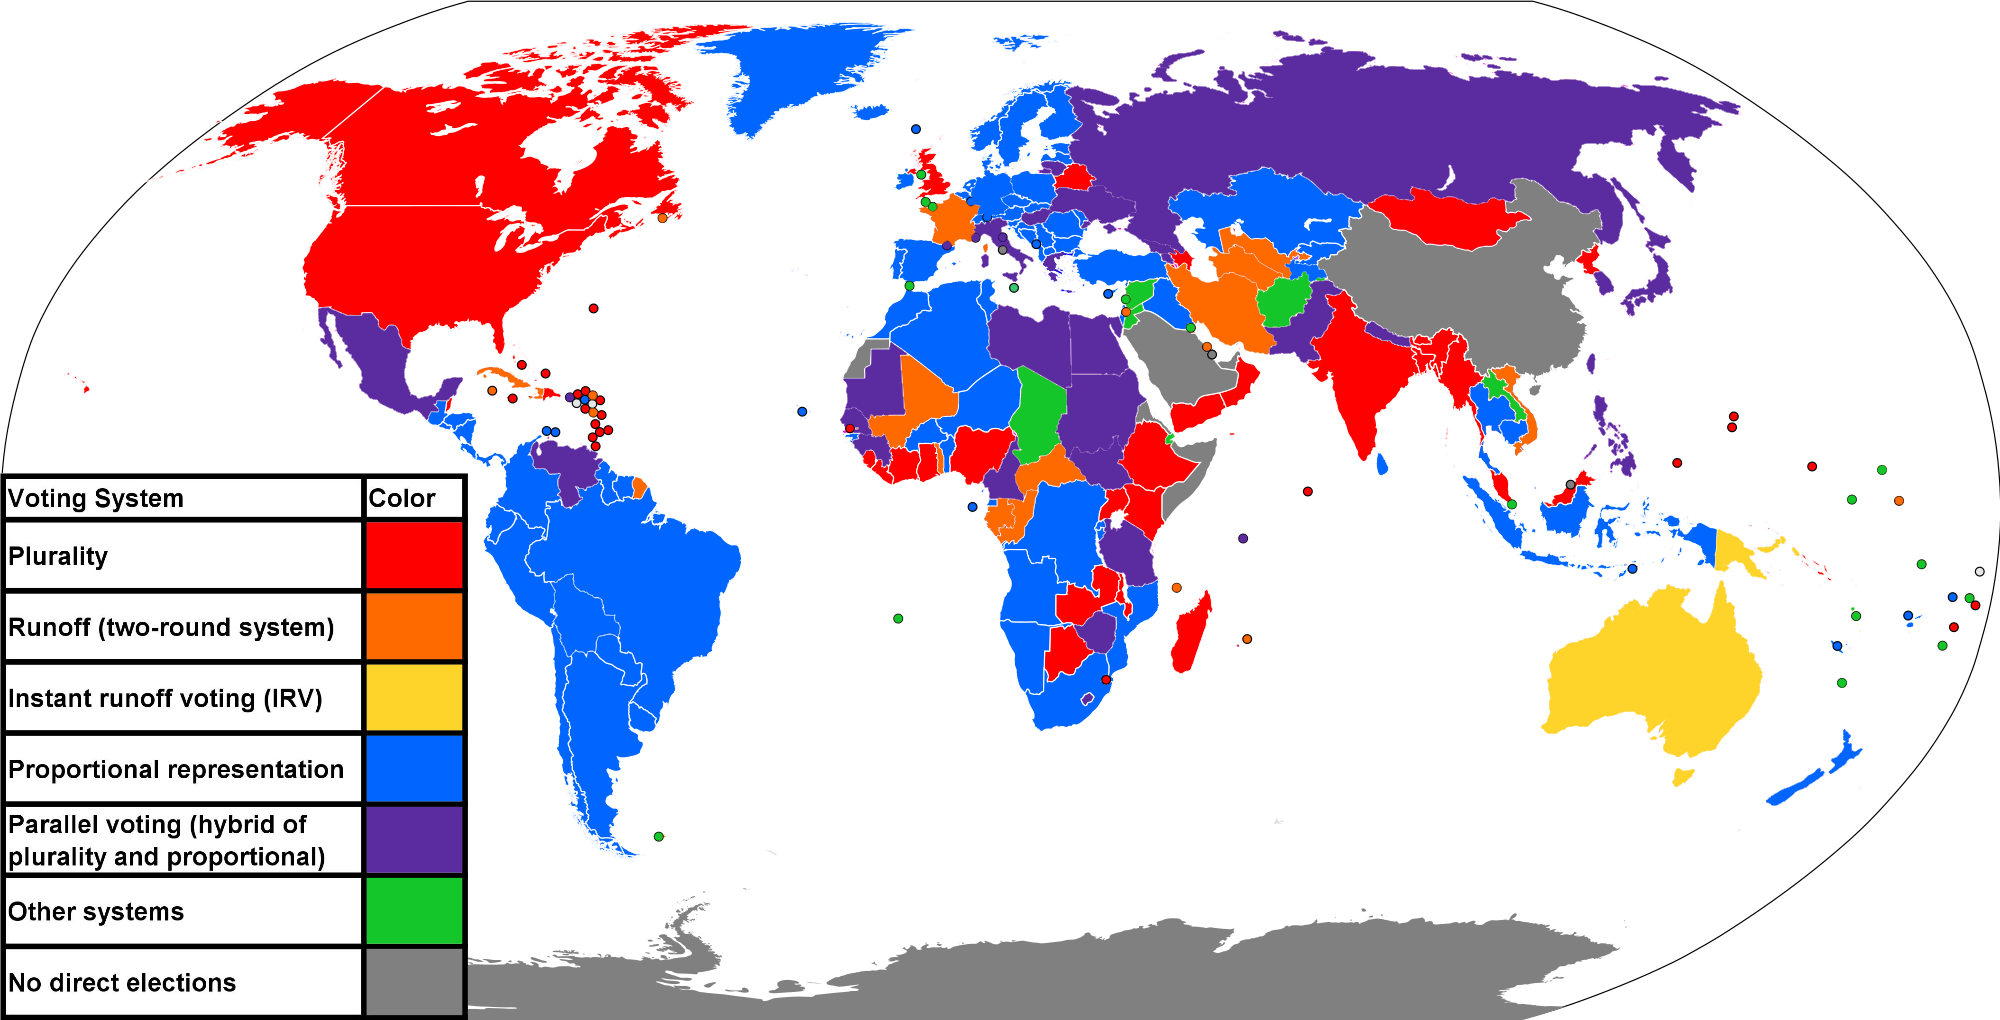 Voting System Color
Plurality
Runoff (two-round system)
Instant runoff voting (IRV)
Proportional representation
Parallel voting (hybrid of
plurality and proportional)
Other systems
No direct elections